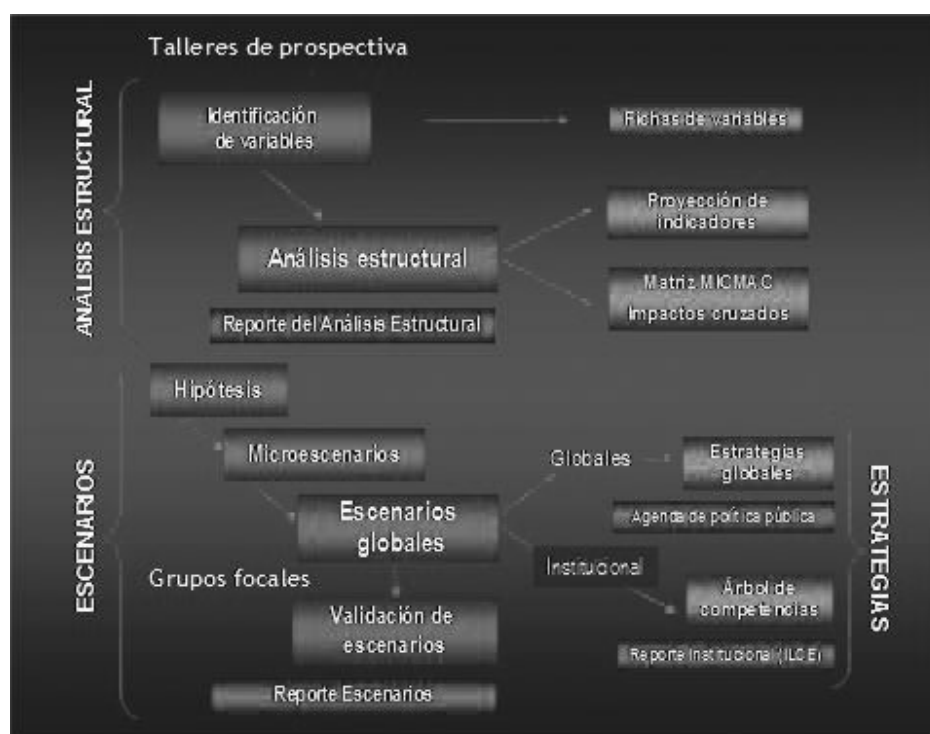 Talleres de prospectiva
ANÁLISIS ESTRUCTURAL
Identificación
de variables
Fichas de variables
Proyección de
indicadores
Análisis estructural
Matriz MICMAC
Impactos cruzados
Reporte del Análisis Estructural
ESCENARIOS
Hipótesis
Microescenarios
Escenarios
globales
Globales
Estrategias
globales
Agenda de política pública
Institucional
Árbol de
competencias
Reporte Institucional (ILCE)
ESTRATEGIAS
Grupos focales
Validación de
escenarios
Reporte Escenarios